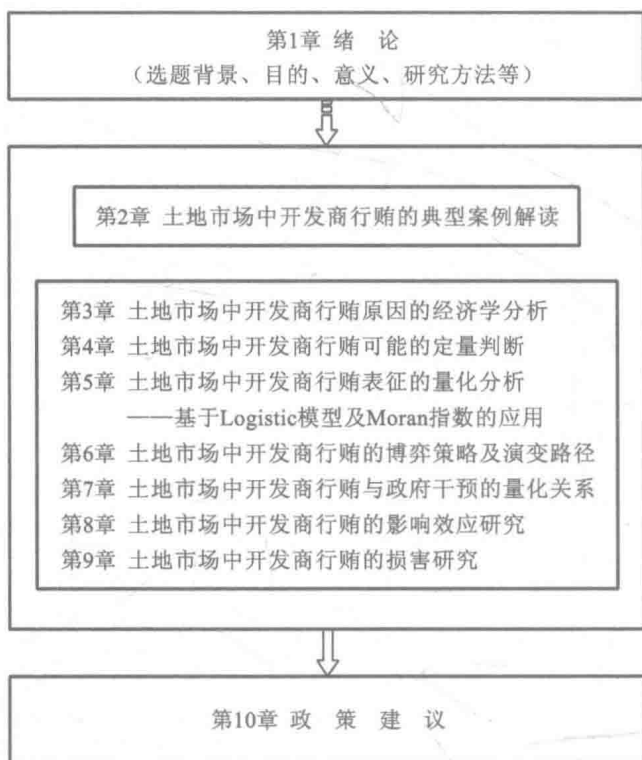 第1章 绪 论
（选题背景、目的、意义、研究方法等）
第2章 土地市场中开发商行贿的典型案例解读
第3章 土地市场中开发商行贿原因的经济学分析
第4章 土地市场中开发商行贿可能的定量判断
第5章 土地市场中开发商行贿表征的量化分析
——基于Logistic模型及Moran指数的应用
第6章 土地市场中开发商行贿的博弈策略及演变路径
第7章 土地市场中开发商行贿与政府干预的量化关系
第8章 土地市场中开发商行贿的影响效应研究
第9章 土地市场中开发商行贿的损害研究
第10章 政 策 建 议